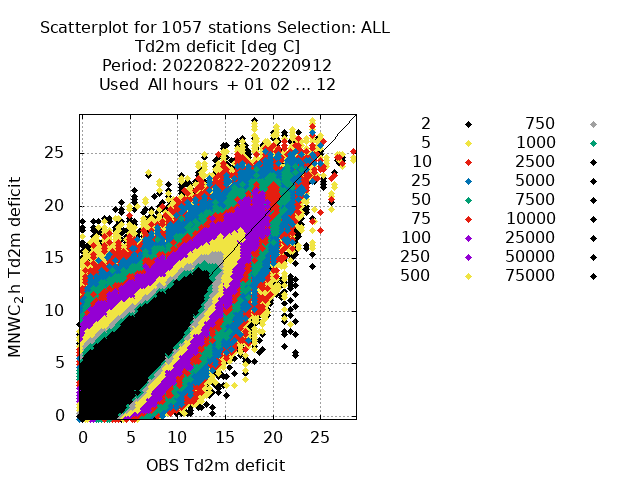 Scatterplot for 1057 stations Selection: ALL
Td2m deficit [deg C]
Period: 20220822-20220912
Used All hours + 01 02 ... 12
MNWC_2h Td2m deficit
25
20
15
10
5
0
0 5 10 15 20 25
OBS Td2m deficit
2 750
5 1000
10 2500
25 5000
50 7500
75 10000
100 25000
250 50000
500 75000